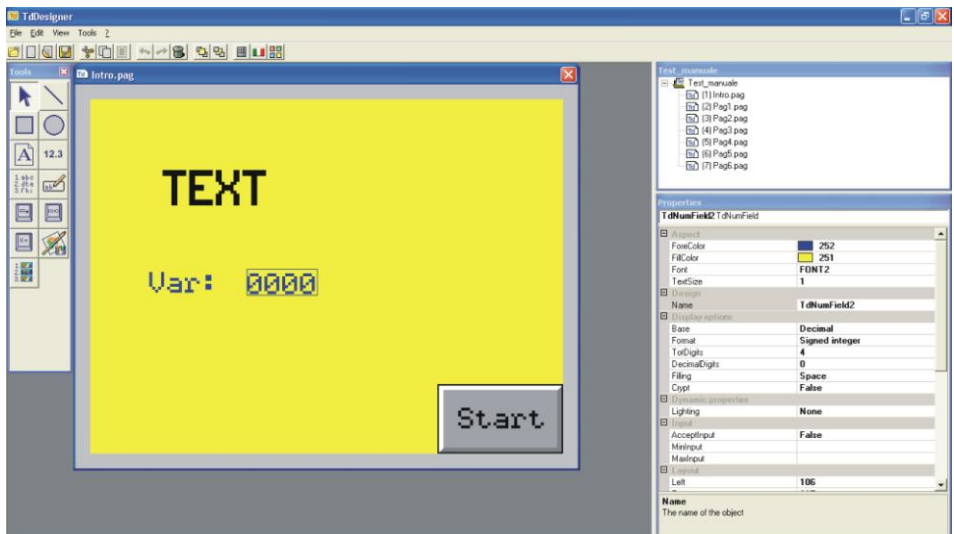 TdDesigner
File Edit View Tools ?
Tools
Intro.pag
12.3
TEXT
Var: 0000
Start
Test_manuale
Test_manuale
(1) Intro.pag
(2) Pag1.pag
(3) Pag2.pag
(4) Pag3.pag
(5) Pag4.pag
(6) Pag5.pag
(7) Pag6.pag
Properties
TdNumField2 TdNumField
Aspect
ForeColor 252
FillColor 251
Font FONT2
TextSize 1
Design
Name TdNumField2
Display options
Base Decimal
Format Signed integer
TotDigits 4
DecimalDigits 0
Filling Space
Crypt False
Dynamic properties
Lighting None
Input
AcceptInput False
MinInput
MaxInput
Layout
Left 106
Name
The name of the object